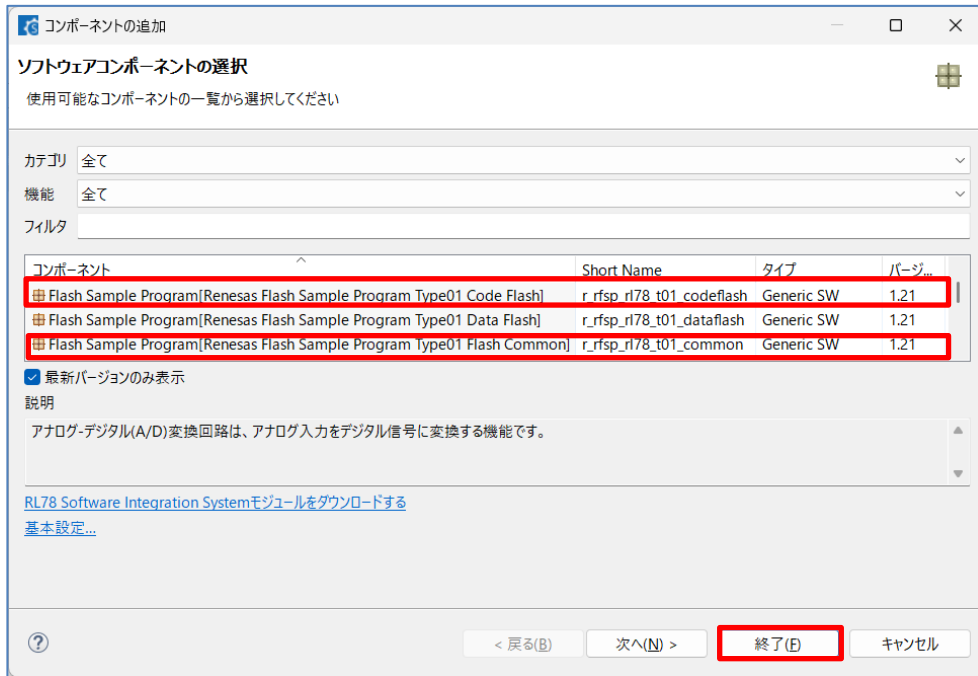 コンポーネントの追加
ソフトウェアコンポーネントの選択
使用可能なコンポーネントの一覧から選択してください
カテゴリ 全て
機能 全て
フィルタ
コンポーネント Short Name タイプ バージ...
Flash Sample Program[Renesas Flash Sample Program Type01 Code Flash] r_rfsp_rl78_t01_codeflash Generic SW 1.21
Flash Sample Program[Renesas Flash Sample Program Type01 Data Flash] r_rfsp_rl78_t01_dataflash Generic SW 1.21
Flash Sample Program[Renesas Flash Sample Program Type01 Flash Common] r_rfsp_rl78_t01_common Generic SW 1.21
最新バージョンのみ表示
説明
アナログ-デジタル(A/D)変換回路は、アナログ入力をデジタル信号に変換する機能です。
RL78 Software Integration Systemモジュールをダウンロードする
基本設定...
? < 戻る(B) 次へ(N) > 終了(F) キャンセル